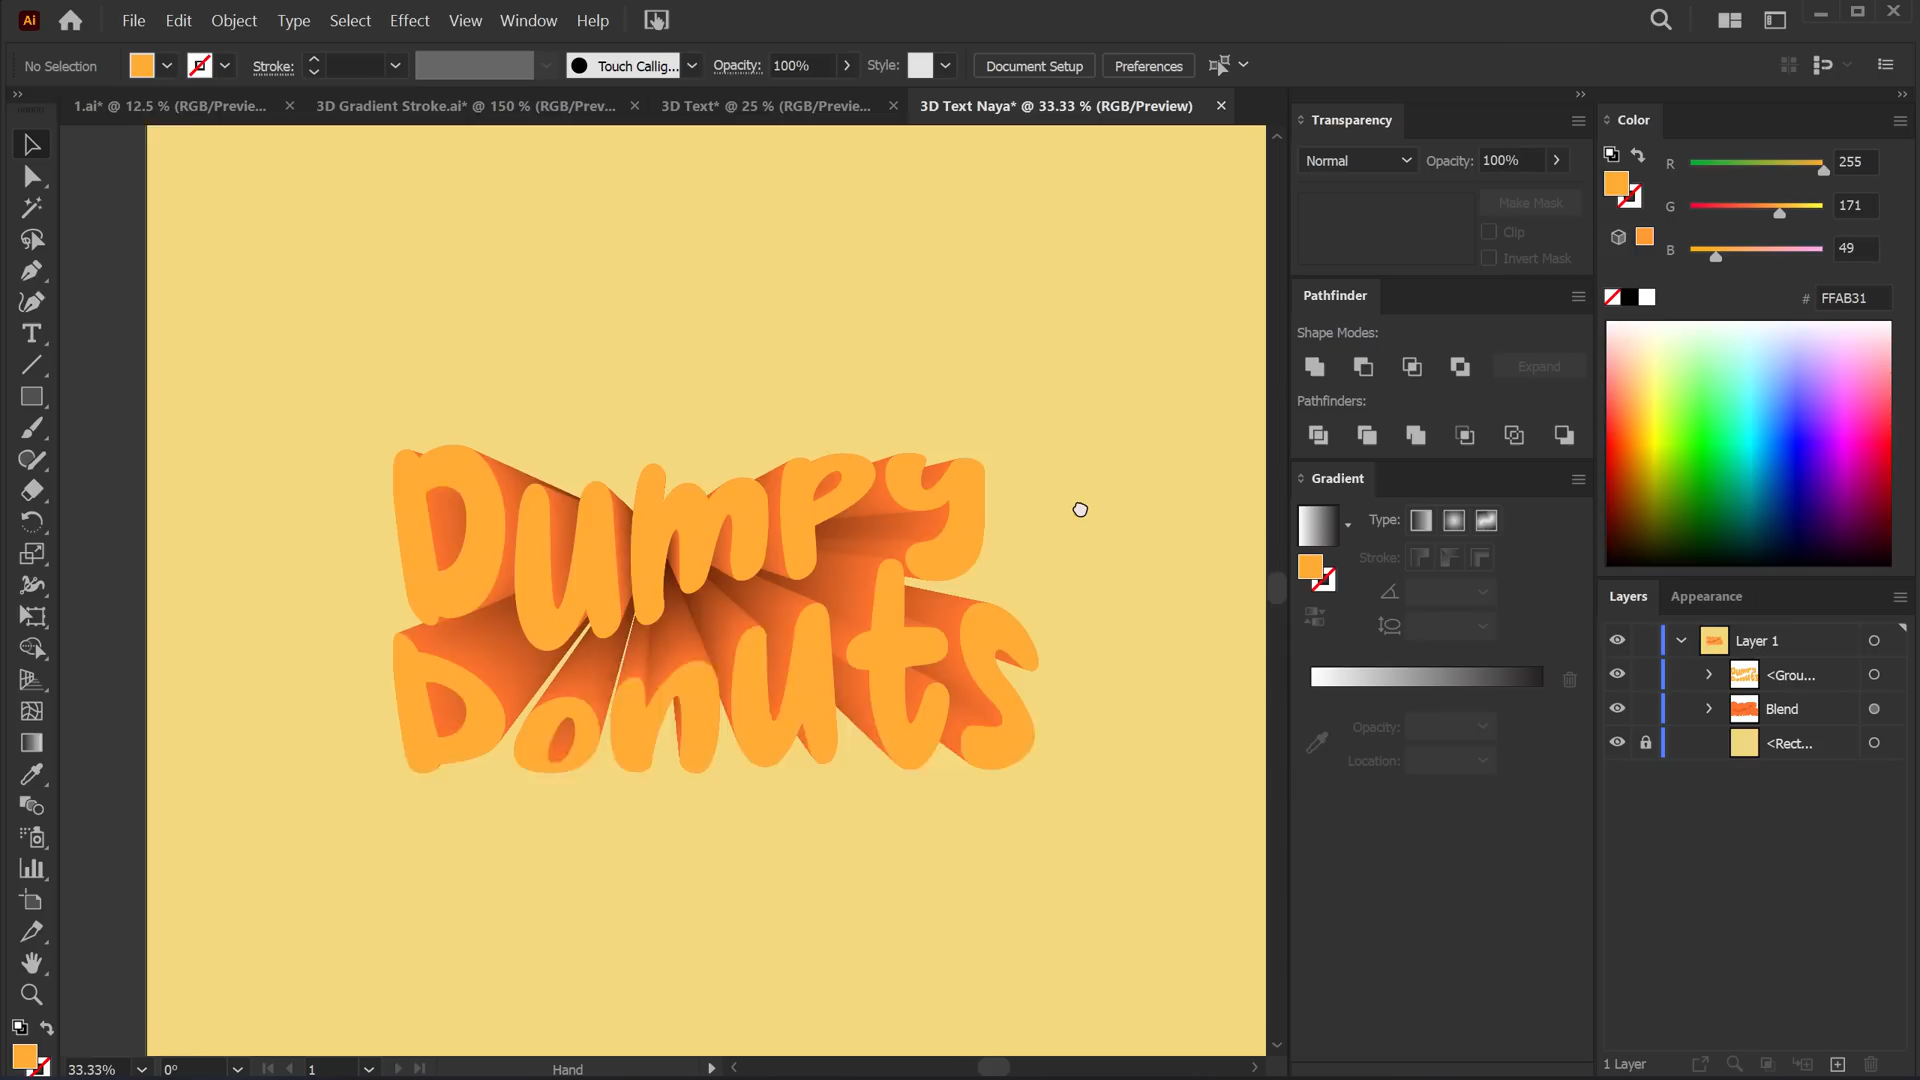 Ai File Edit Object Type Select Effect View Window Help
No Selection Stroke: Touch Callig... Opacity: 100% Style: Document Setup Preferences
1.ai* @ 12.5 % (RGB/Previe... 3D Gradient Stroke.ai* @ 150 % (RGB/Prev... 3D Text* @ 25 % (RGB/Previe... 3D Text Naya* @ 33.33 % (RGB/Preview)
Dumpy
Donuts
Transparency
Normal Opacity: 100%
Make Mask
Clip
Invert Mask
Pathfinder
Shape Modes:
Expand
Pathfinders:
Gradient
Type:
Stroke:
Opacity:
Location:
Color
R 255
G 171
B 49
# FFAB31
Layers Appearance
Layer 1
<Grou...
Blend
<Rect...
1 Layer
33.33% 0° 1 Hand